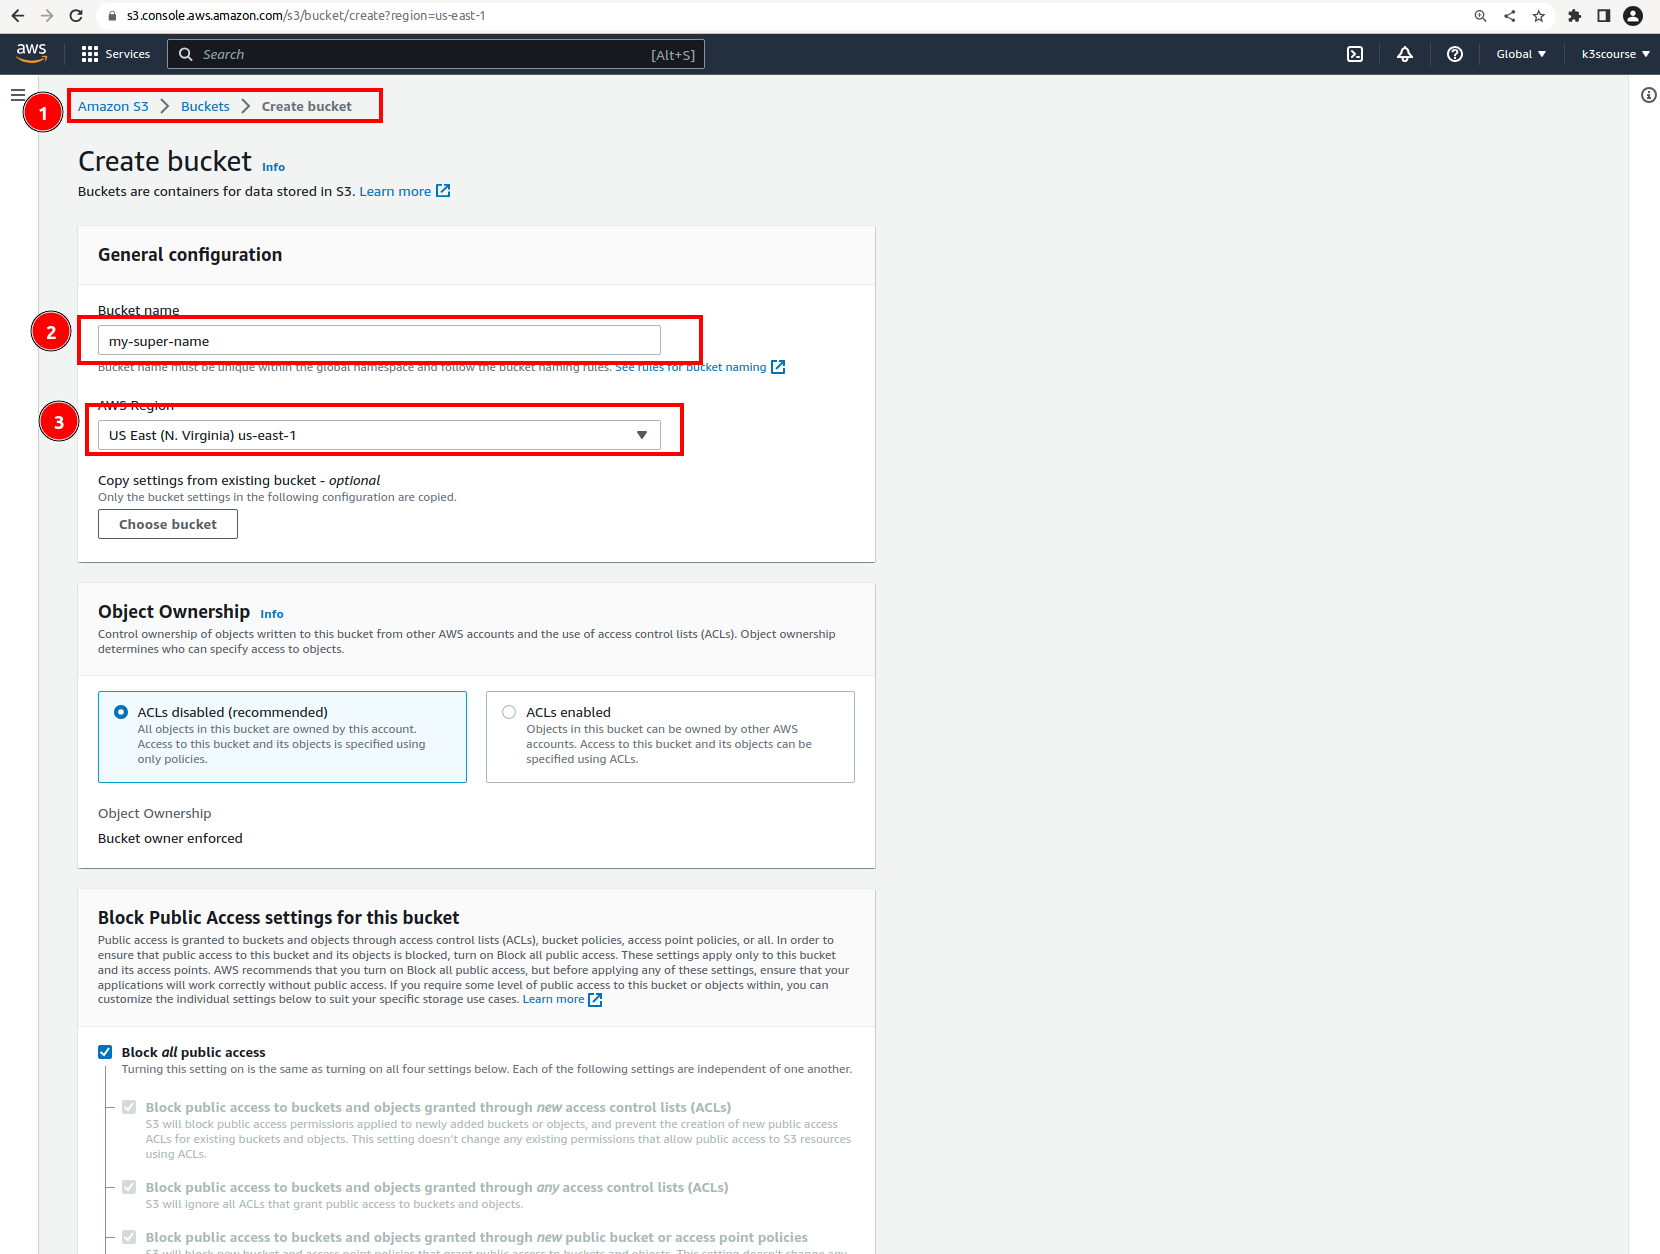 s3.console.aws.amazon.com/s3/bucket/create?region=us-east-1
aws Services Search [Alt+S] Global k3scourse
1 Amazon S3 Buckets Create bucket
Create bucket Info
Buckets are containers for data stored in S3. Learn more
General configuration
Bucket name
2 my-super-name
Bucket name must be unique within the global namespace and follow the bucket naming rules. See rules for bucket naming
AWS Region
3 US East (N. Virginia) us-east-1
Copy settings from existing bucket - optional
Only the bucket settings in the following configuration are copied.
Choose bucket
Object Ownership Info
Control ownership of objects written to this bucket from other AWS accounts and the use of access control lists (ACLs). Object ownership
determines who can specify access to objects.
ACLs disabled (recommended)
All objects in this bucket are owned by this account.
Access to this bucket and its objects is specified using
only policies.
ACLs enabled
Objects in this bucket can be owned by other AWS
accounts. Access to this bucket and its objects can be
specified using ACLs.
Object Ownership
Bucket owner enforced
Block Public Access settings for this bucket
Public access is granted to buckets and objects through access control lists (ACLs), bucket policies, access point policies, or all. In order to
ensure that public access to this bucket and its objects is blocked, turn on Block all public access. These settings apply only to this bucket
and its access points. AWS recommends that you turn on Block all public access, but before applying any of these settings, ensure that your
applications will work correctly without public access. If you require some level of public access to this bucket or objects within, you can
customize the individual settings below to suit your specific storage use cases. Learn more
Block all public access
Turning this setting on is the same as turning on all four settings below. Each of the following settings are independent of one another.
Block public access to buckets and objects granted through new access control lists (ACLs)
S3 will block public access permissions applied to newly added buckets or objects, and prevent the creation of new public access
ACLs for existing buckets and objects. This setting doesn't change any existing permissions that allow public access to S3 resources
using ACLs.
Block public access to buckets and objects granted through any access control lists (ACLs)
S3 will ignore all ACLs that grant public access to buckets and objects.
Block public access to buckets and objects granted through new public bucket or access point policies
S3 will block new bucket and access point policies that grant public access to buckets and objects. This setting doesn't change any